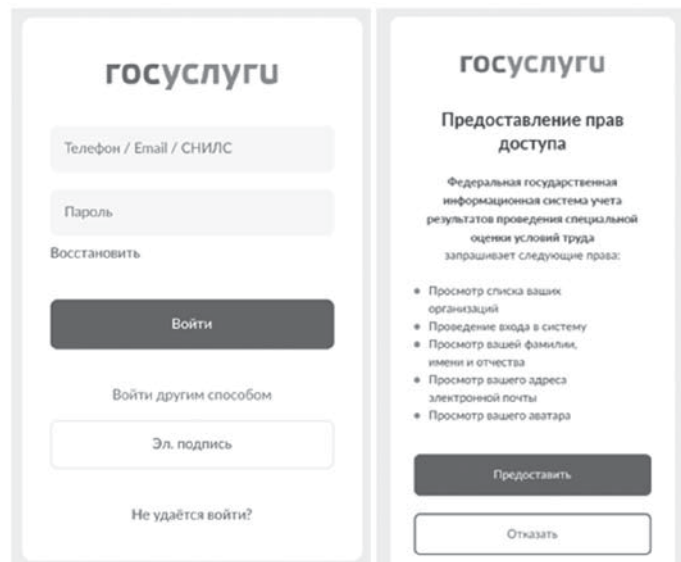 госуслуги
Телефон / Email / СНИЛС
Пароль
Восстановить
Войти
Войти другим способом
Эл. подпись
Не удаётся войти?
госуслуги
Предоставление прав
доступа
Федеральная государственная
информационная система учета
результатов проведения специальной
оценки условий труда
запрашивает следующие права:
Просмотр списка ваших
организаций
Проведение входа в систему
Просмотр вашей фамилии,
имени и отчества
Просмотр вашего адреса
электронной почты
Просмотр вашего аватара
Предоставить
Отказать